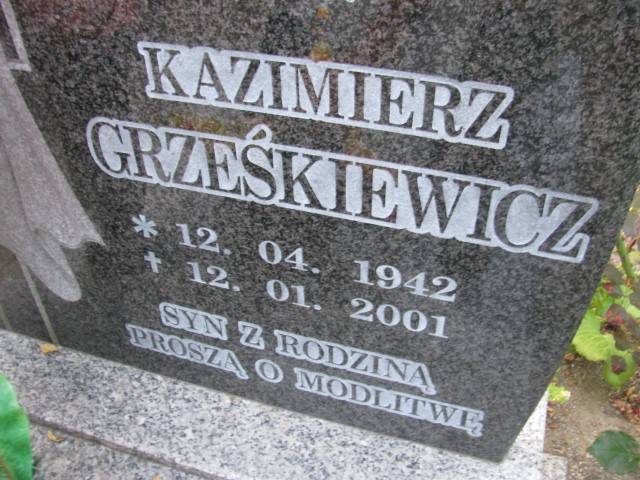 KAZIMIERZ
GRZEŚKIEWICZ
* 12. 04. 1942
† 12. 01. 2001
SYN Z RODZINĄ
PROSZĄ O MODLITWĘ